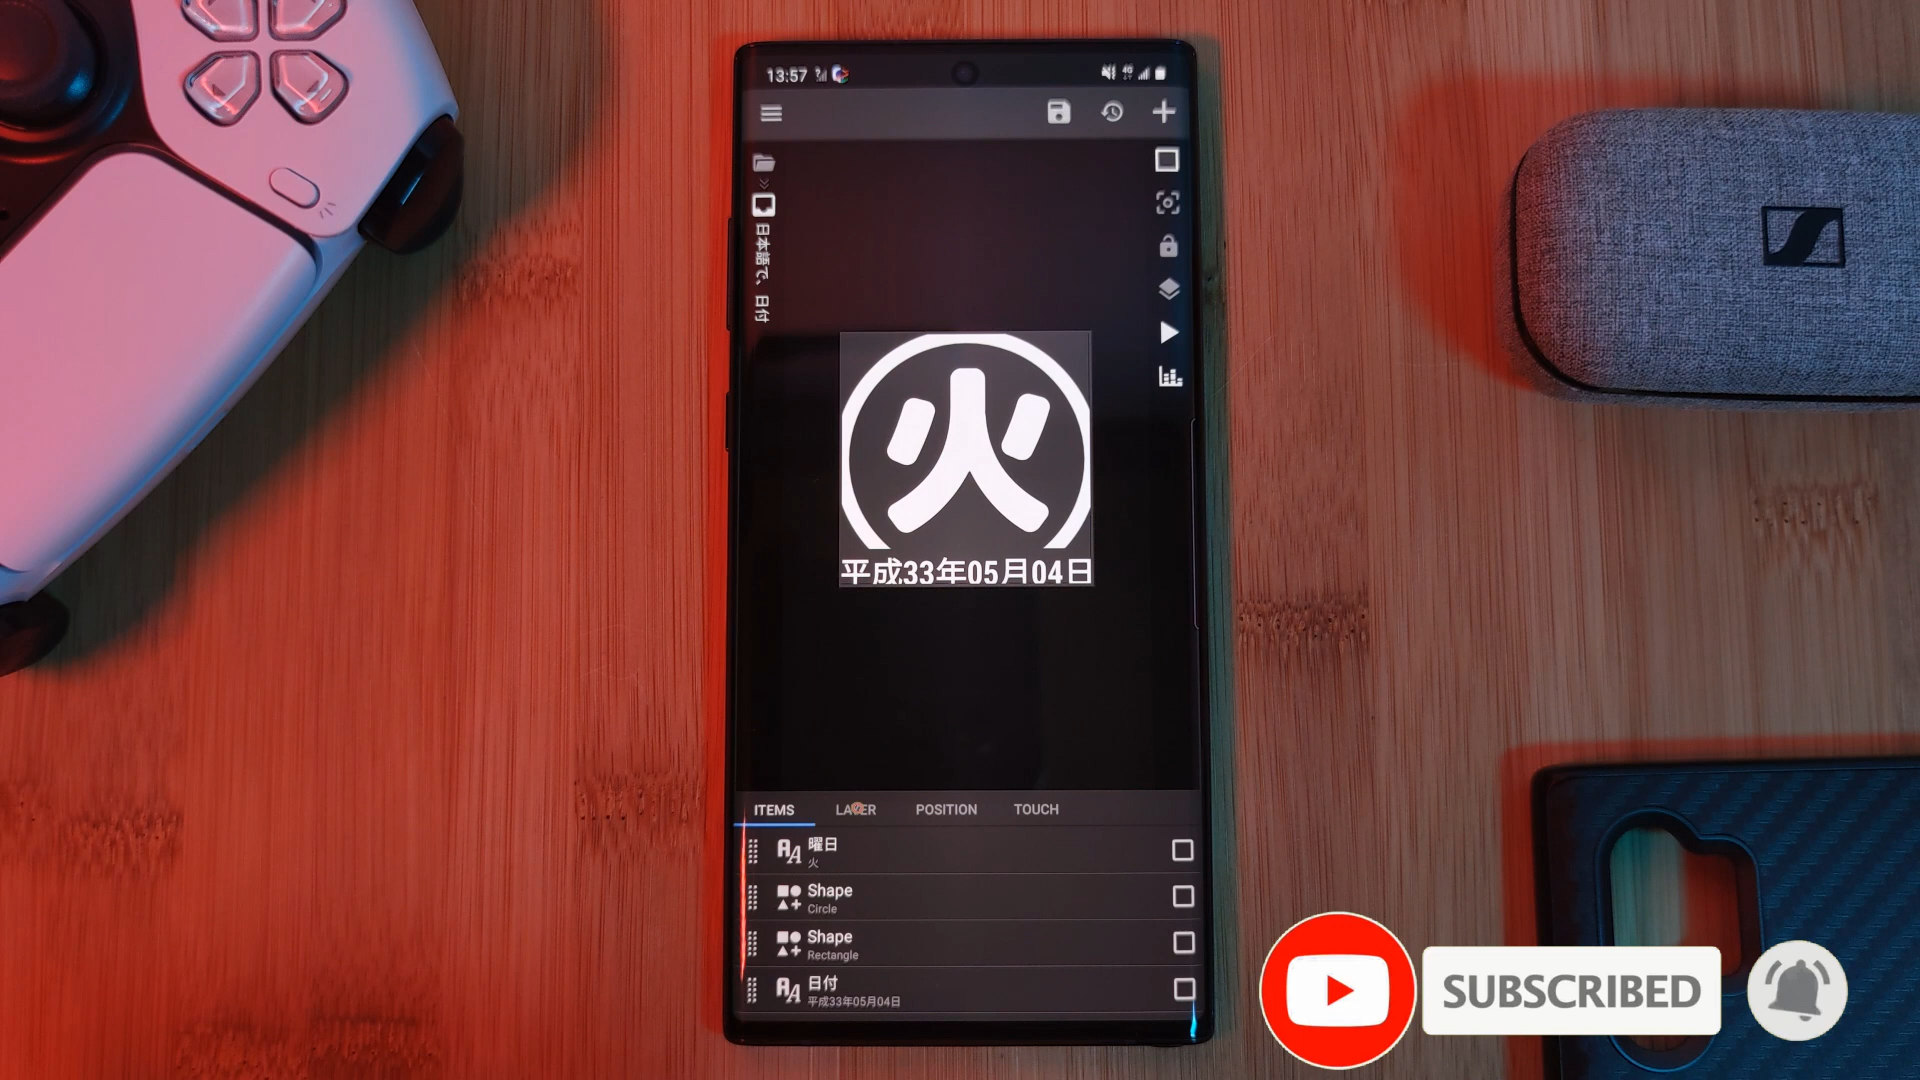 13:57
4G
日本語で、日付
火
平成33年05月04日
ITEMS LAYER POSITION TOUCH
曜日
火
Shape
Circle
Shape
Rectangle
日付
平成33年05月04日
SUBSCRIBED